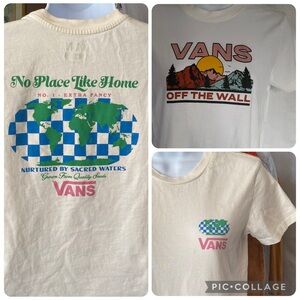 No Place Like Home
NO. 1 - EXTRA FANCY
NURTURED BY SACRED WATERS
Grown From Quality Seeds
VANS
VANS
OFF THE WALL
VANS
PIC•COLLAGE